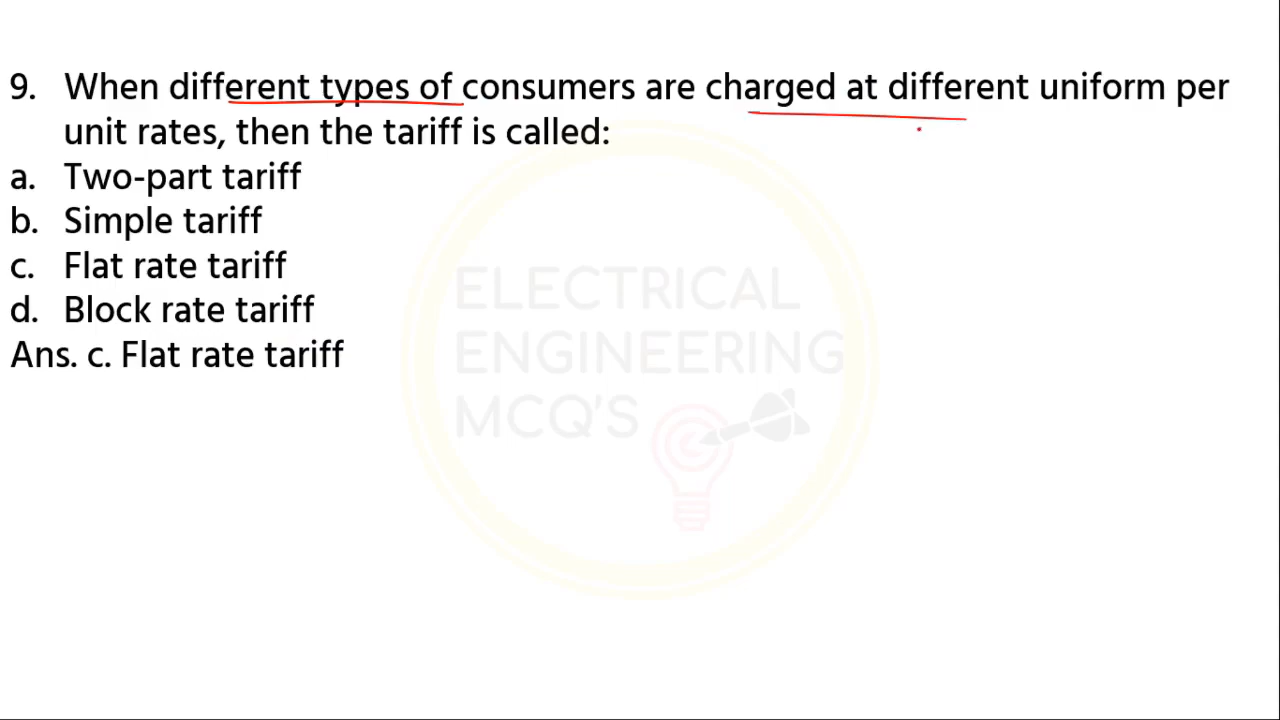 9. When different types of consumers are charged at different uniform per
unit rates, then the tariff is called:
a. Two-part tariff
b. Simple tariff
c. Flat rate tariff
d. Block rate tariff
Ans. c. Flat rate tariff
ELECTRICAL
ENGINEERING
MCQ'S